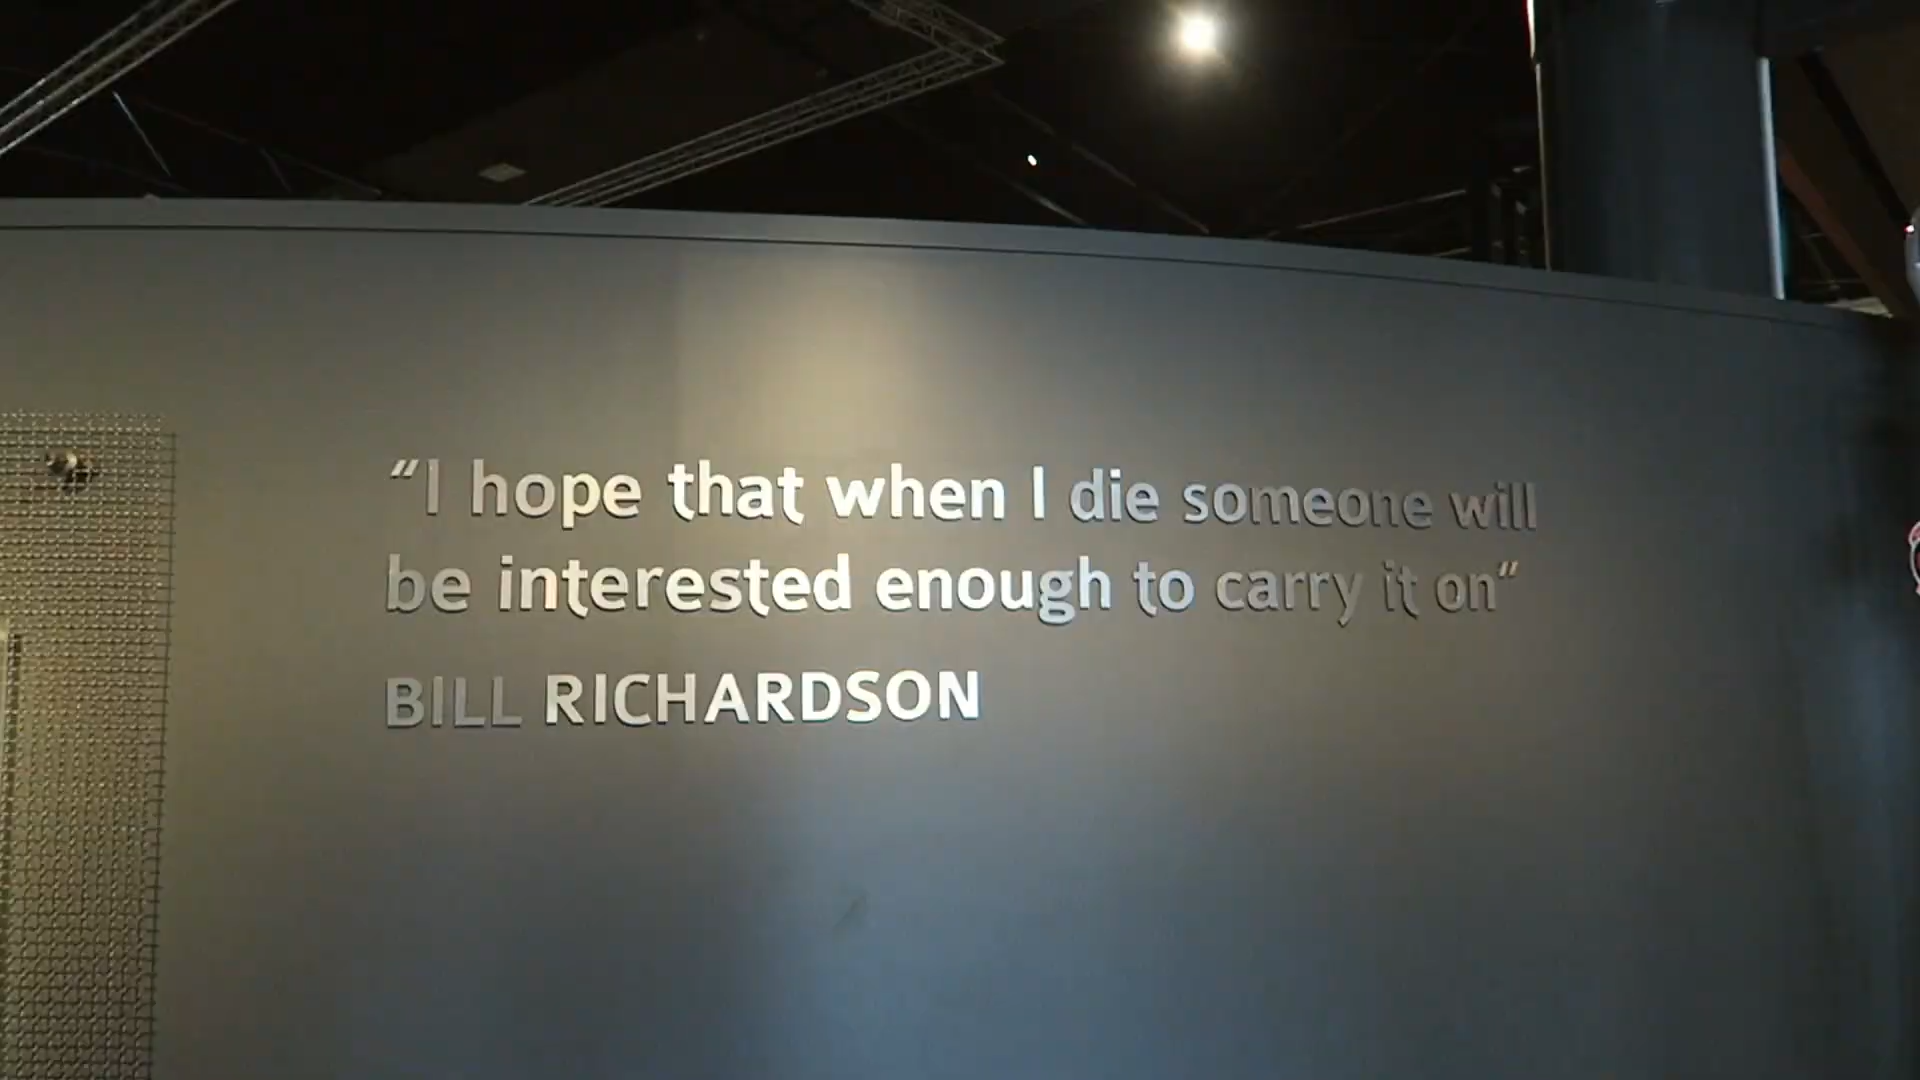 “I hope that when I die someone will
be interested enough to carry it on”
BILL RICHARDSON